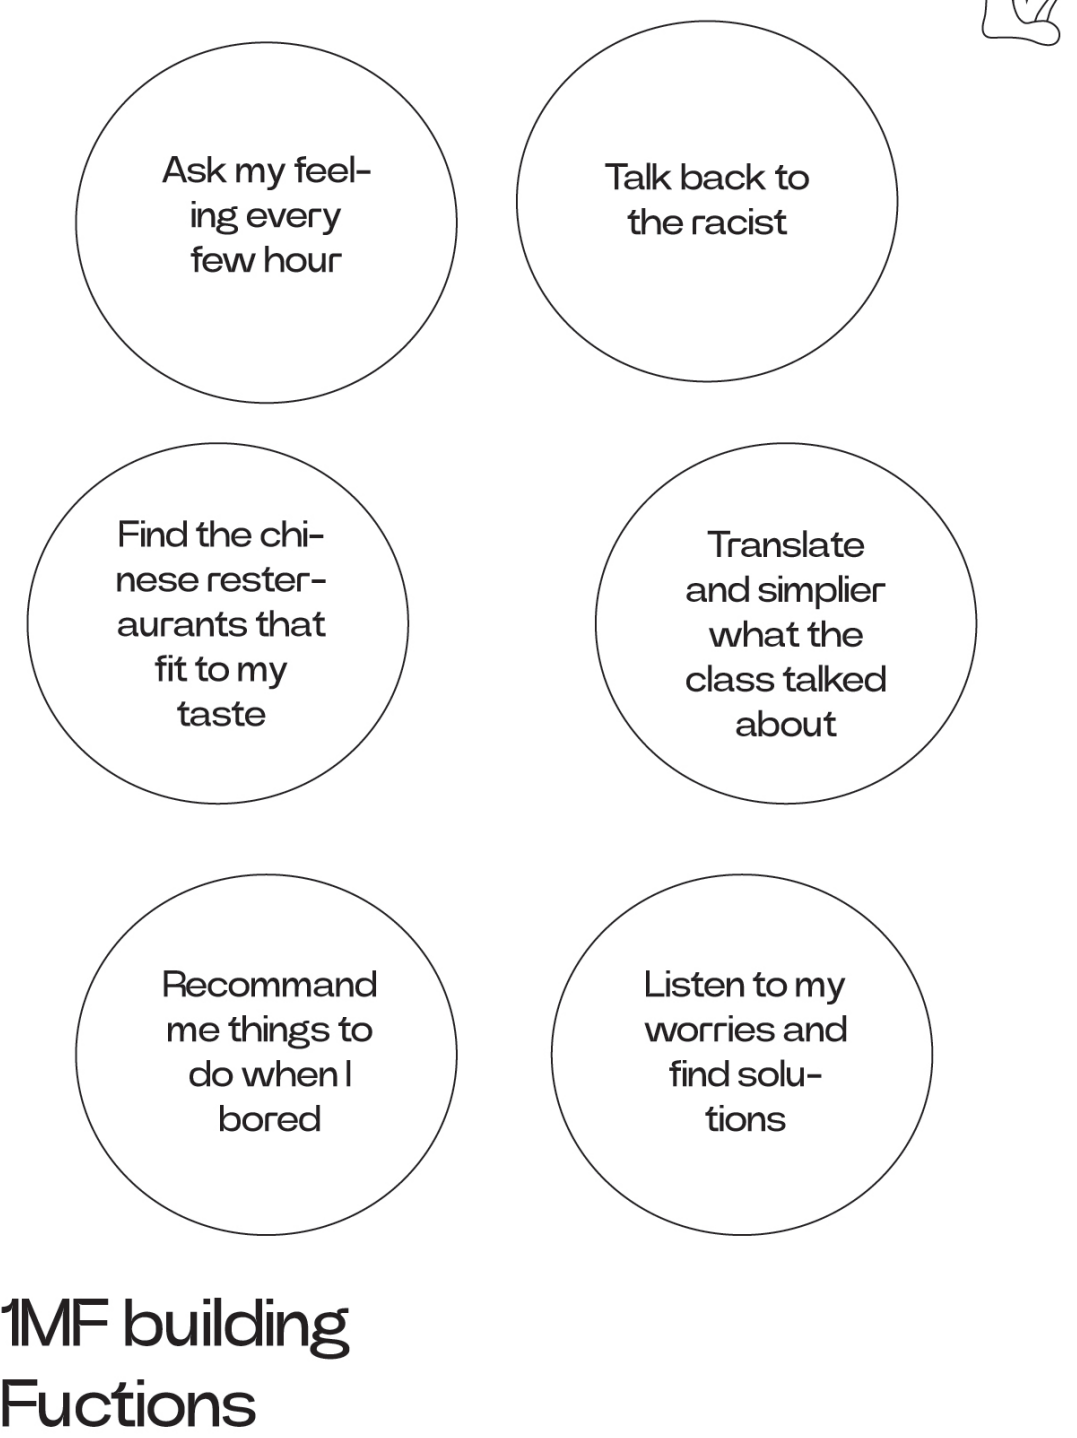 Ask my feel-
ing every
few hour
Talk back to
the racist
Find the chi-
nese rester-
aurants that
fit to my
taste
Translate
and simplier
what the
class talked
about
Recommand
me things to
do when I
bored
Listen to my
worries and
find solu-
tions
1MF building
Fuctions